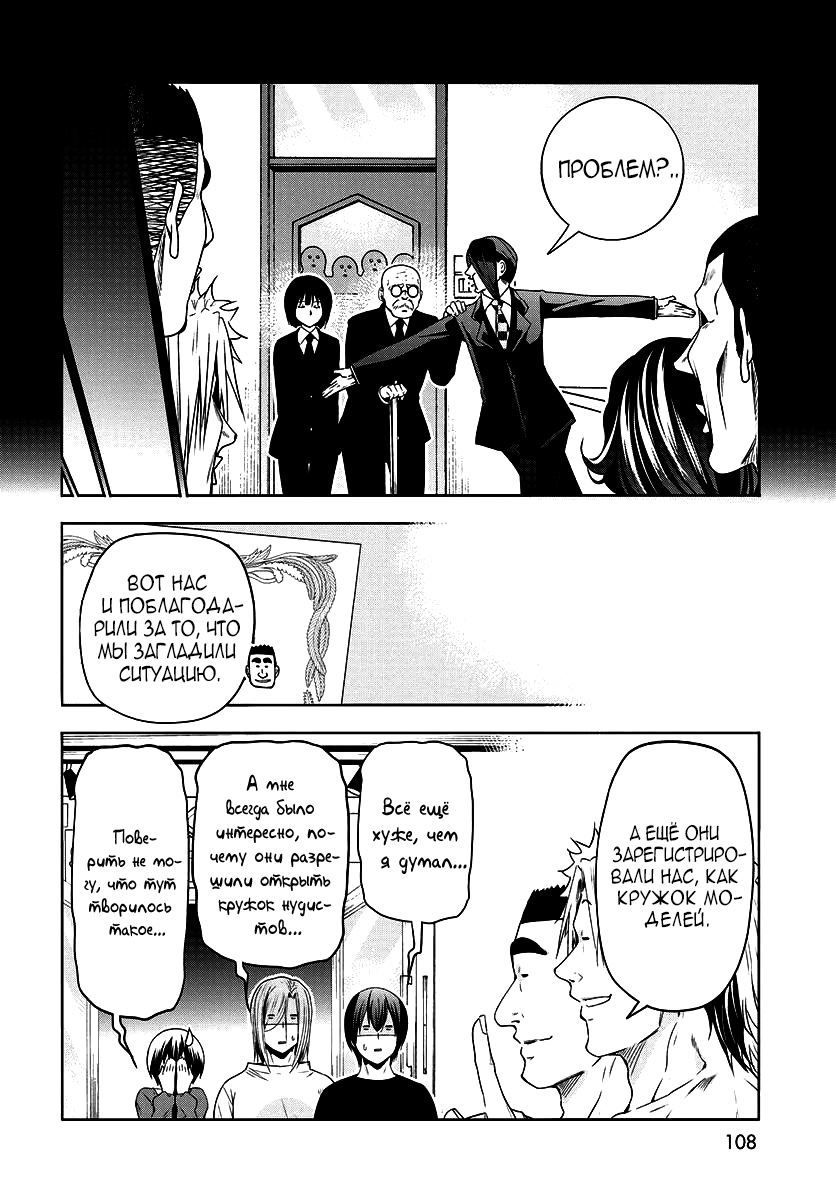 ПРОБЛЕМ?..
ВОТ НАС
И ПОБЛАГОДА-
РИЛИ ЗА ТО, ЧТО
МЫ ЗАГЛАДИЛИ
СИТУАЦИЮ.
А ЕЩЁ ОНИ
ЗАРЕГИСТРИРО-
ВАЛИ НАС, КАК
КРУЖОК МО-
ДЕЛЕЙ.
Всё ещё
хуже, чем
я думал...
А мне
всегда было
интересно, по-
чему они разре-
шили открыть
кружок нудис-
тов...
Пове-
рить не мо-
гу, что тут
творилось
такое...
108